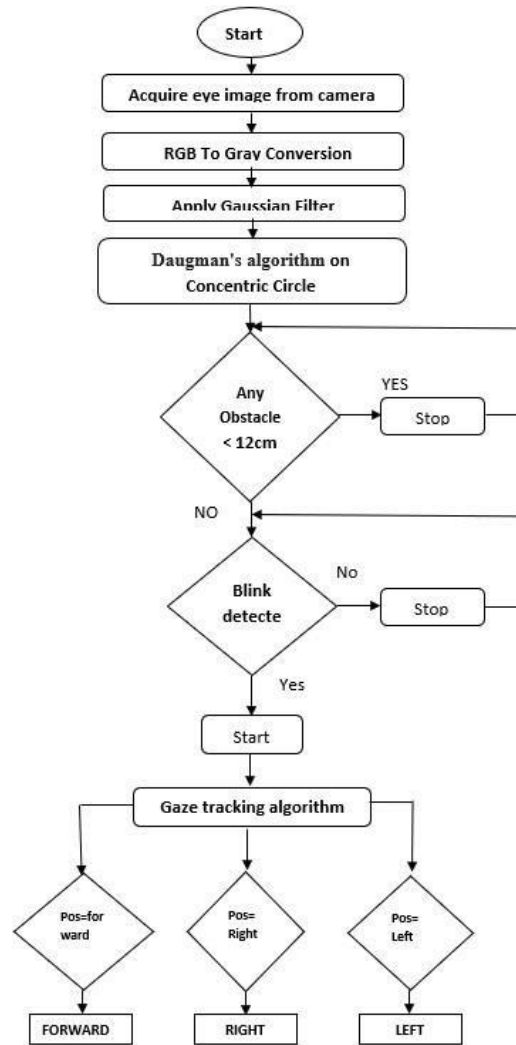 Start
Acquire eye image from camera
RGB To Gray Conversion
Apply Gaussian Filter
Daugman's algorithm on
Concentric Circle
Any
Obstacle
< 12cm
YES
Stop
NO
Blink
detecte
No
Stop
Yes
Start
Gaze tracking algorithm
Pos=for
ward
Pos=
Right
Pos=
Left
FORWARD
RIGHT
LEFT